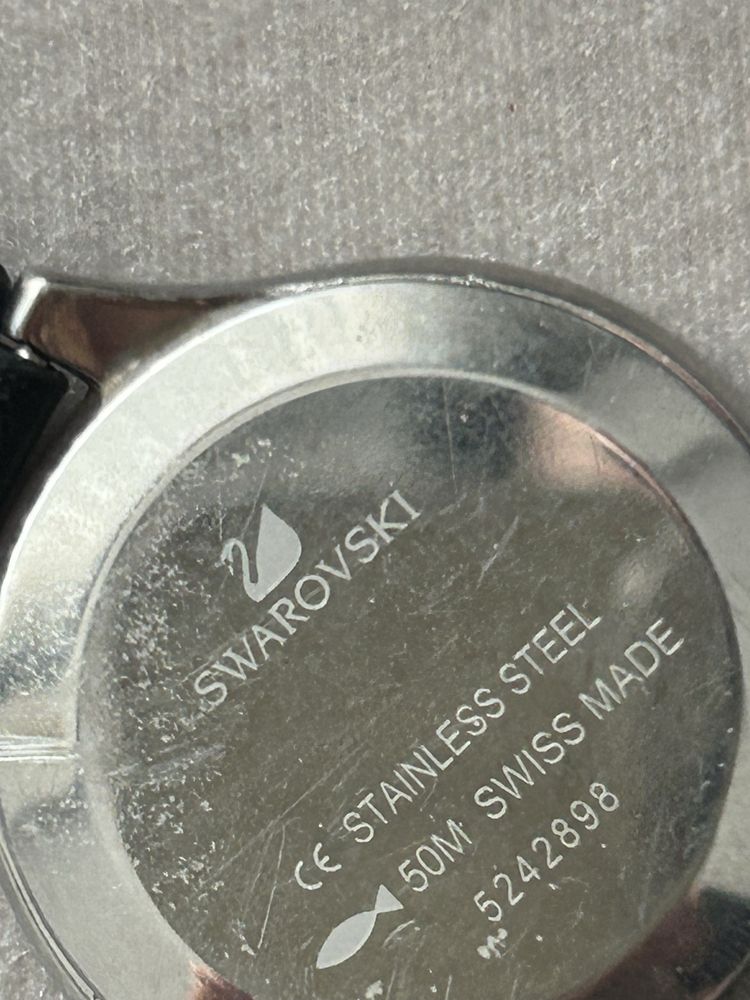 SWAROVSKI
CE STAINLESS STEEL
50M SWISS MADE
5242898